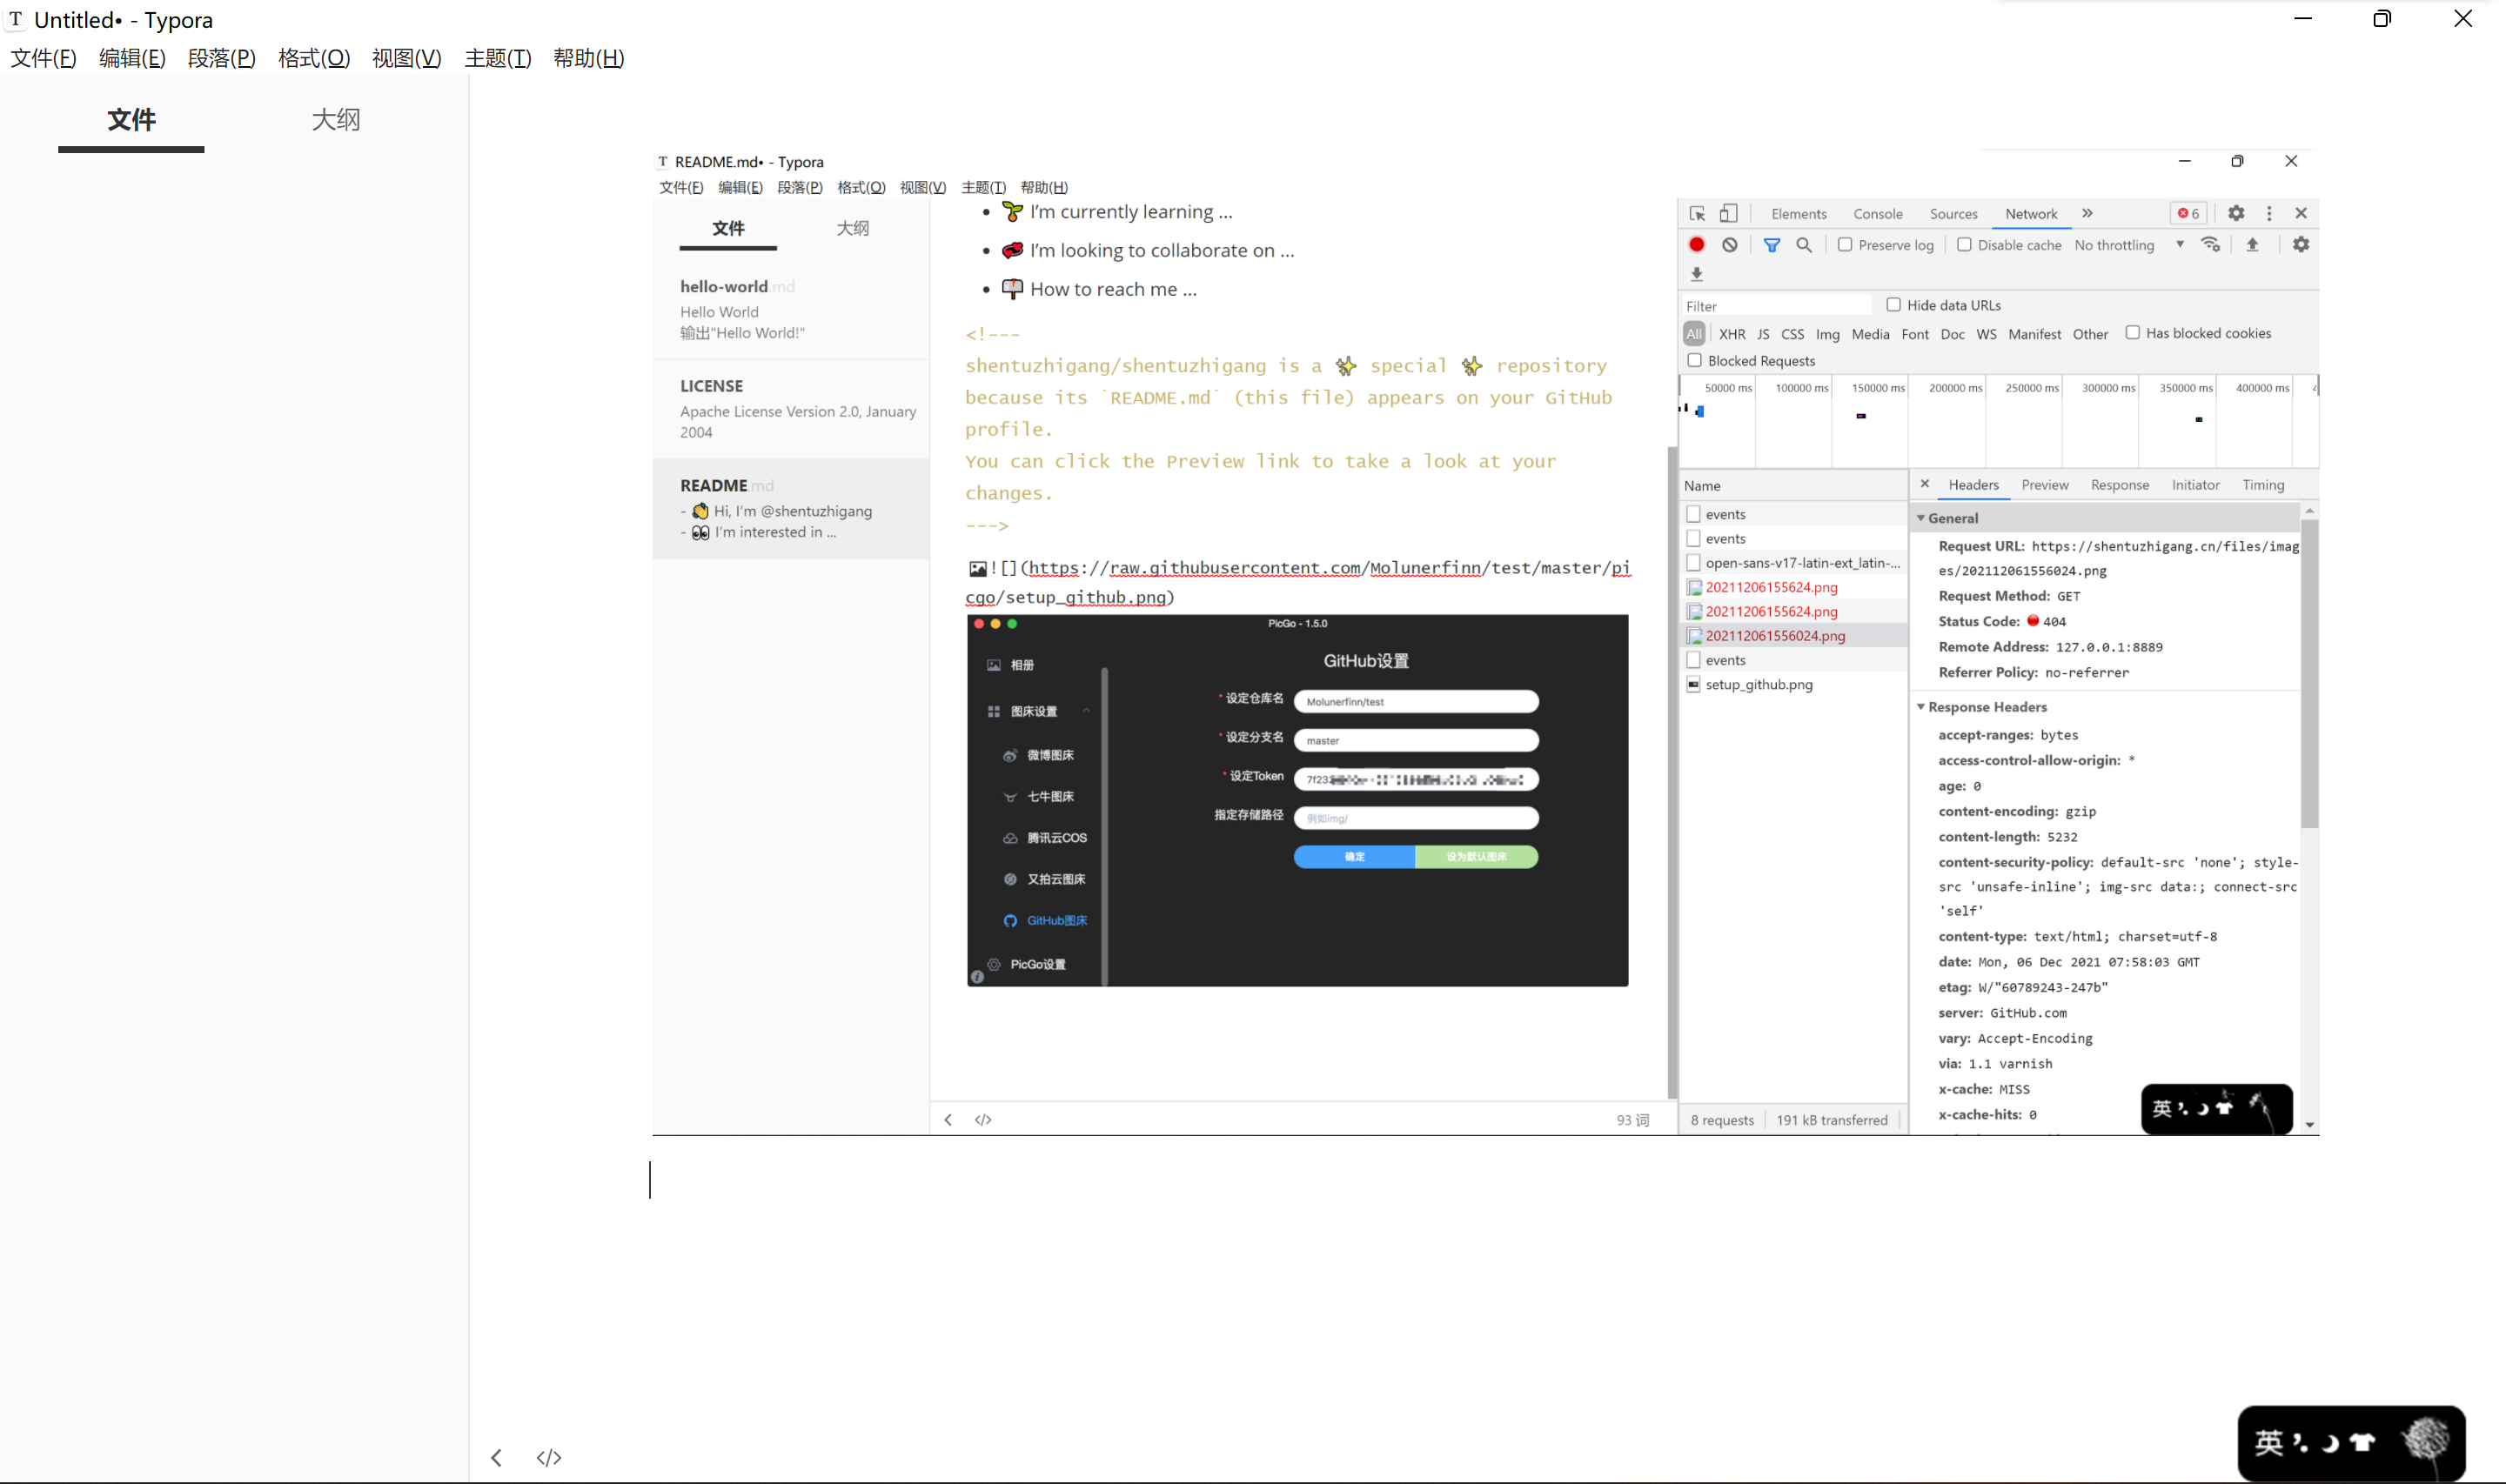 T Untitled• - Typora
文件(F) 编辑(E) 段落(P) 格式(O) 视图(V) 主题(T) 帮助(H)
文件 大纲
T README.md• - Typora
文件(F) 编辑(E) 段落(P) 格式(O) 视图(V) 主题(T) 帮助(H)
文件 大纲
hello-world.md
Hello World
输出"Hello World!"
LICENSE
Apache License Version 2.0, January
2004
README.md
- 👋 Hi, I'm @shentuzhigang
- 👀 I'm interested in ...
• 🌱 I'm currently learning ...
• 💞 I'm looking to collaborate on ...
• 📫 How to reach me ...
<!---
shentuzhigang/shentuzhigang is a ✨ special ✨ repository
because its `README.md` (this file) appears on your GitHub
profile.
You can click the Preview link to take a look at your
changes.
--->
![](https://raw.githubusercontent.com/Molunerfinn/test/master/pi
cgo/setup_github.png)
PicGo - 1.5.0
相册
图床设置
微博图床
七牛图床
腾讯云COS
又拍云图床
GitHub图床
PicGo设置
GitHub设置
* 设定仓库名 Molunerfinn/test
* 设定分支名 master
* 设定Token 7f232
指定存储路径 例如img/
确定 设为默认图床
</> 93 词
Elements Console Sources Network » 6
Preserve log Disable cache No throttling
Filter Hide data URLs
All XHR JS CSS Img Media Font Doc WS Manifest Other Has blocked cookies
Blocked Requests
50000 ms 100000 ms 150000 ms 200000 ms 250000 ms 300000 ms 350000 ms 400000 ms
Name
events
events
open-sans-v17-latin-ext_latin-...
20211206155624.png
20211206155624.png
202112061556024.png
events
setup_github.png
8 requests 191 kB transferred
× Headers Preview Response Initiator Timing
General
Request URL: https://shentuzhigang.cn/files/imag
es/202112061556024.png
Request Method: GET
Status Code: 404
Remote Address: 127.0.0.1:8889
Referrer Policy: no-referrer
Response Headers
accept-ranges: bytes
access-control-allow-origin: *
age: 0
content-encoding: gzip
content-length: 5232
content-security-policy: default-src 'none'; style-
src 'unsafe-inline'; img-src data:; connect-src
'self'
content-type: text/html; charset=utf-8
date: Mon, 06 Dec 2021 07:58:03 GMT
etag: W/"60789243-247b"
server: GitHub.com
vary: Accept-Encoding
via: 1.1 varnish
x-cache: MISS
x-cache-hits: 0
英
</>
英